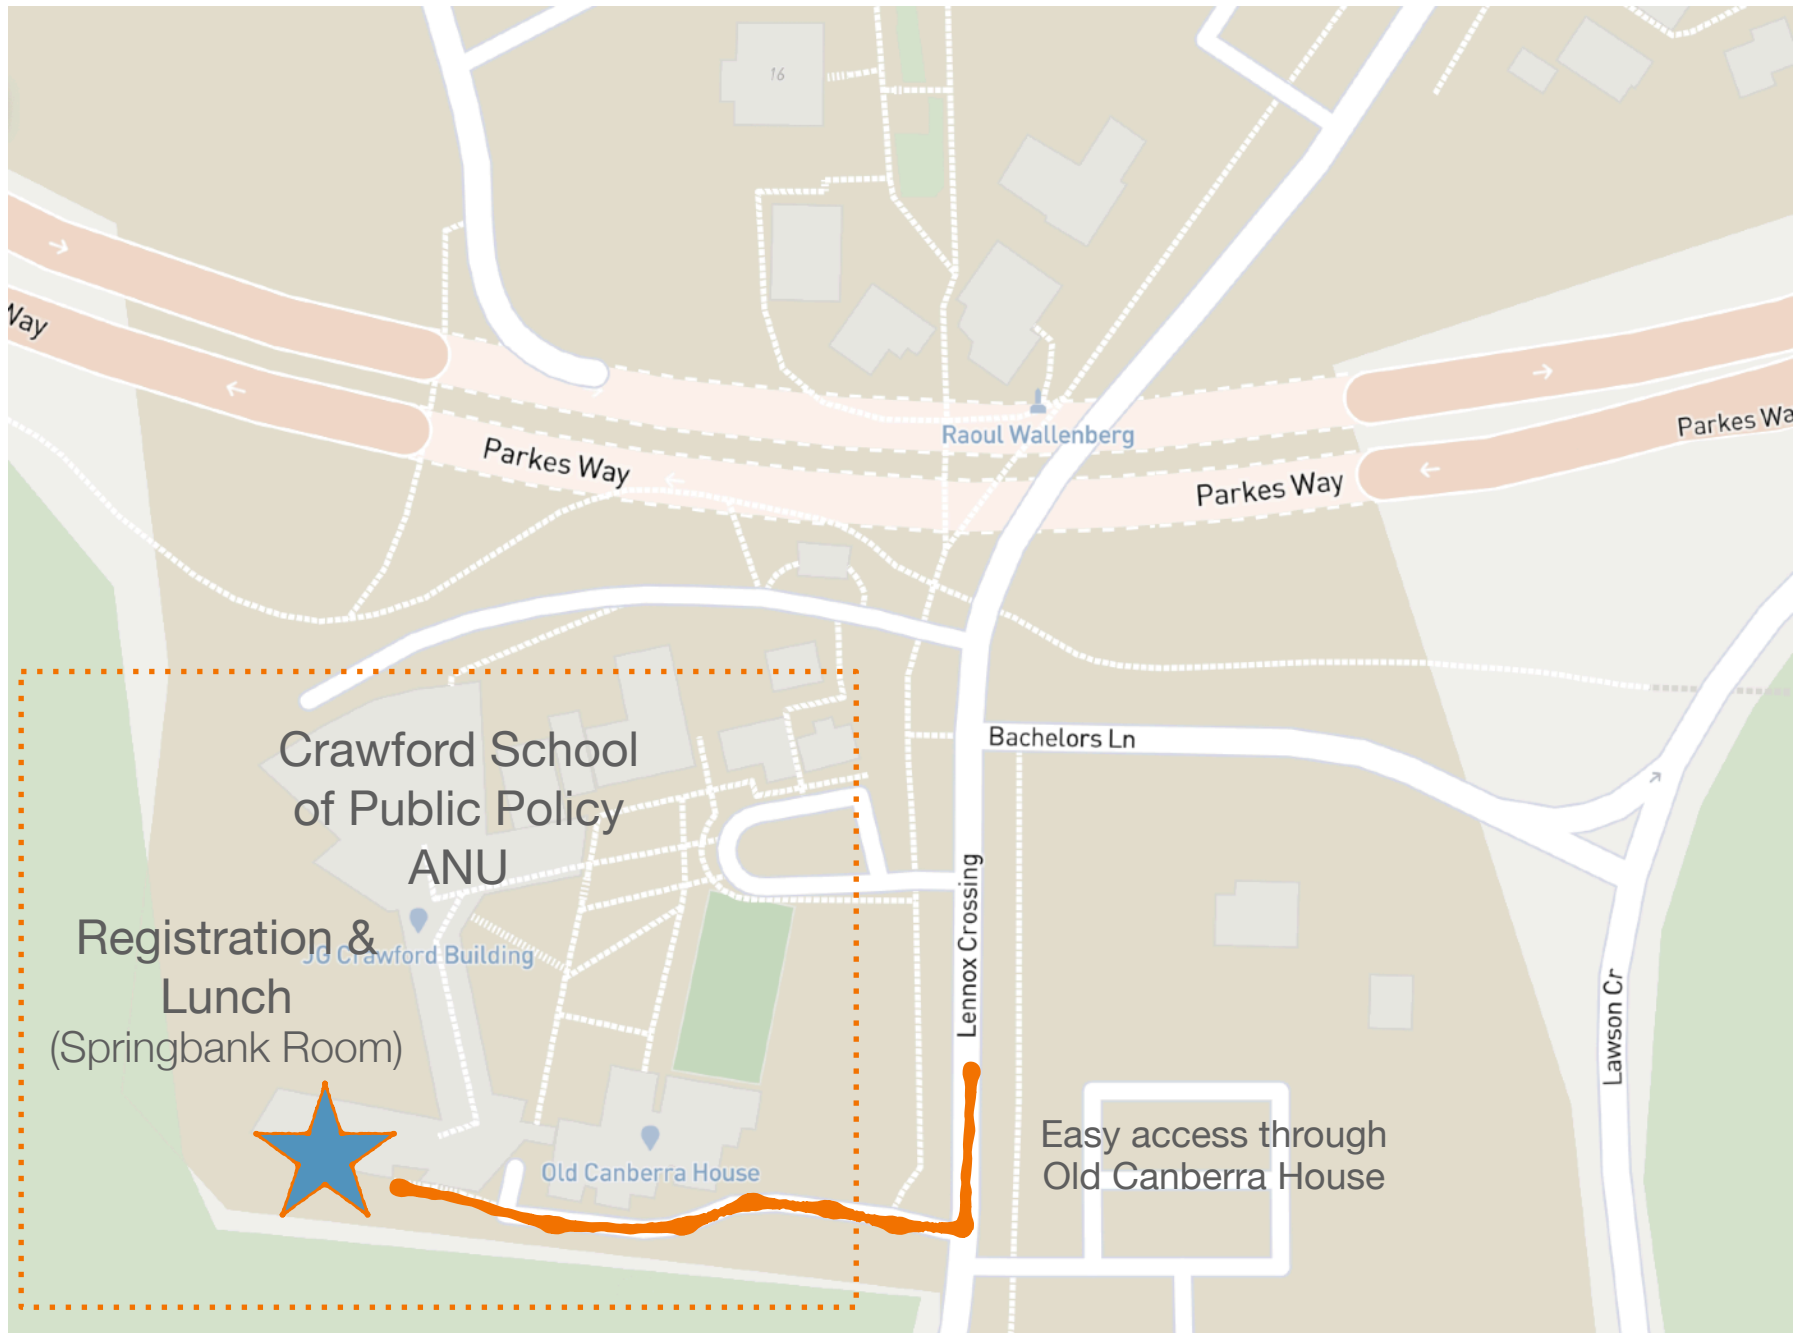 16
Way
Raoul Wallenberg
Parkes Wa
Parkes Way
Parkes Way
Crawford School
of Public Policy
ANU
Bachelors Ln
Registration &
Lunch
(Springbank Room)
JG Crawford Building
Lennox Crossing
Lawson Cr
Easy access through
Old Canberra House
Old Canberra House